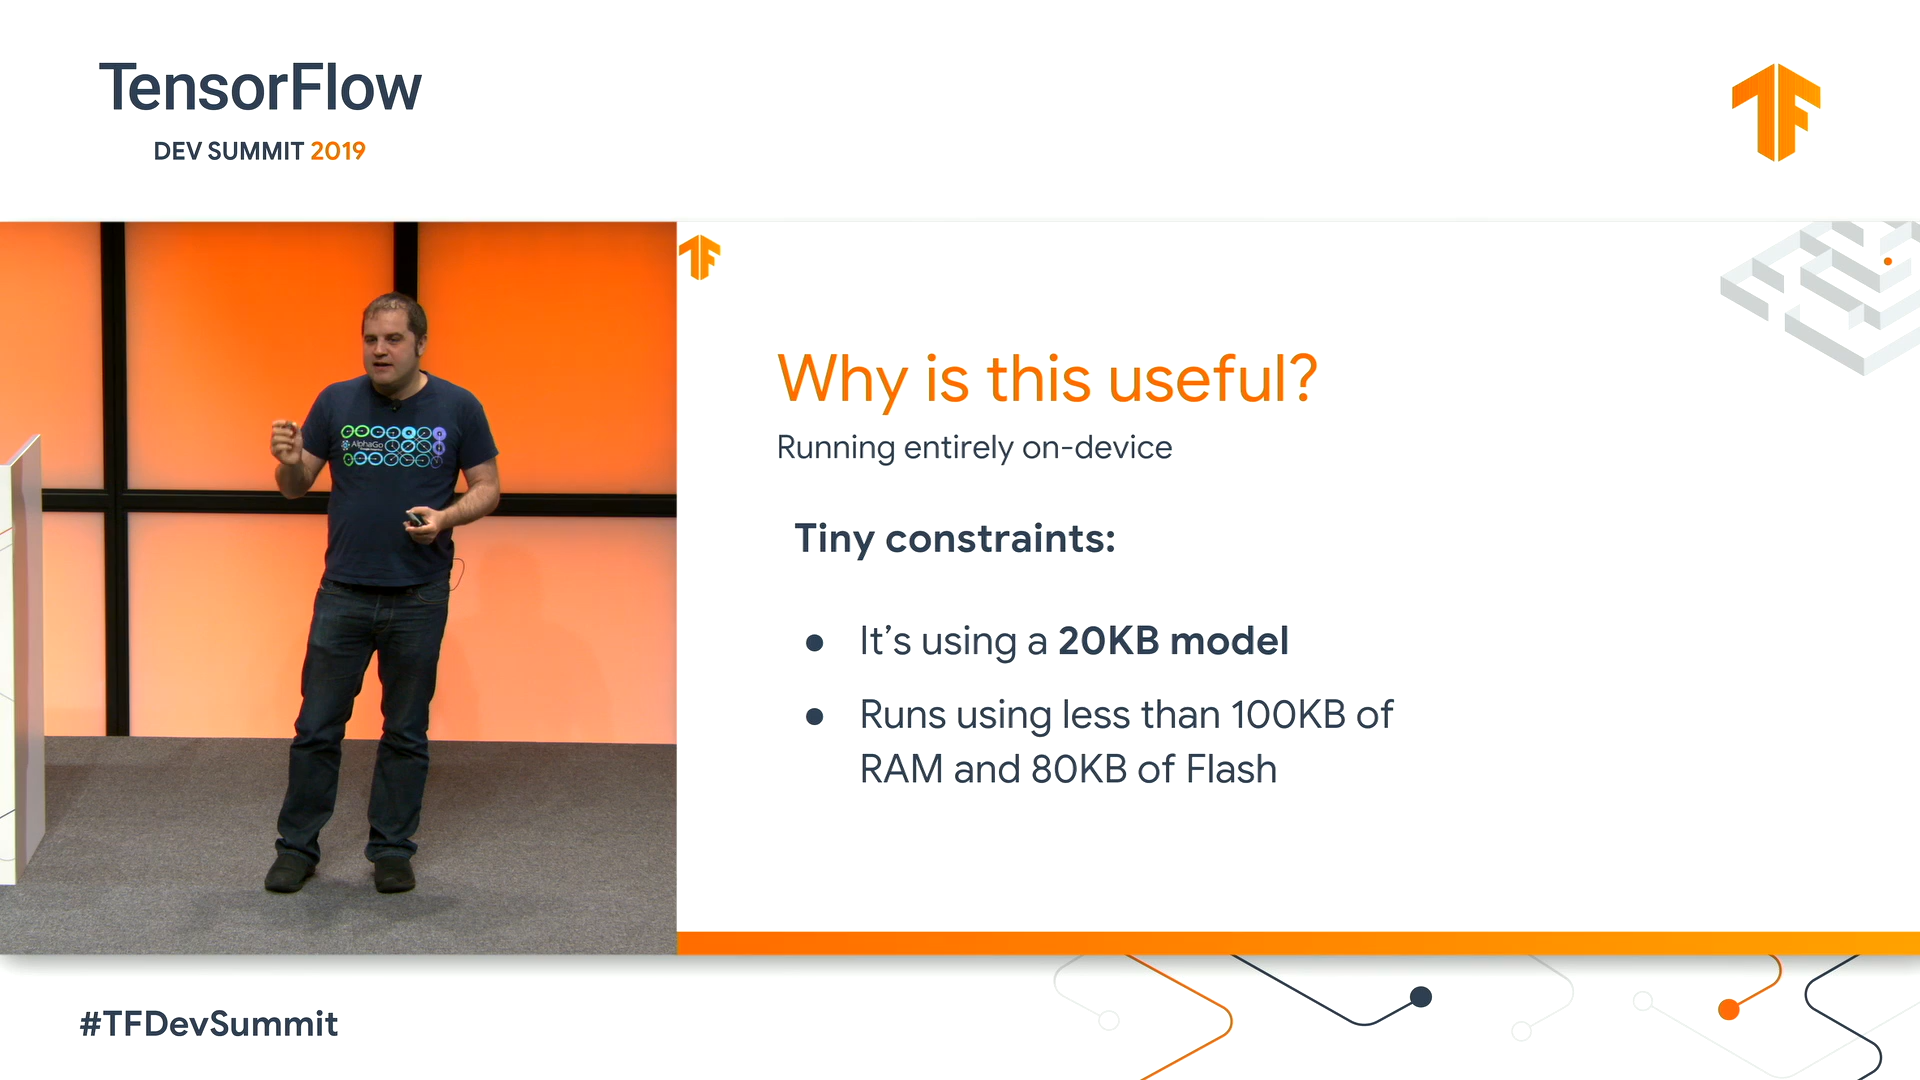 TensorFlow
DEV SUMMIT 2019
AlphaGo
Why is this useful?
Running entirely on-device
Tiny constraints:
● It’s using a 20KB model
● Runs using less than 100KB of
RAM and 80KB of Flash
#TFDevSummit